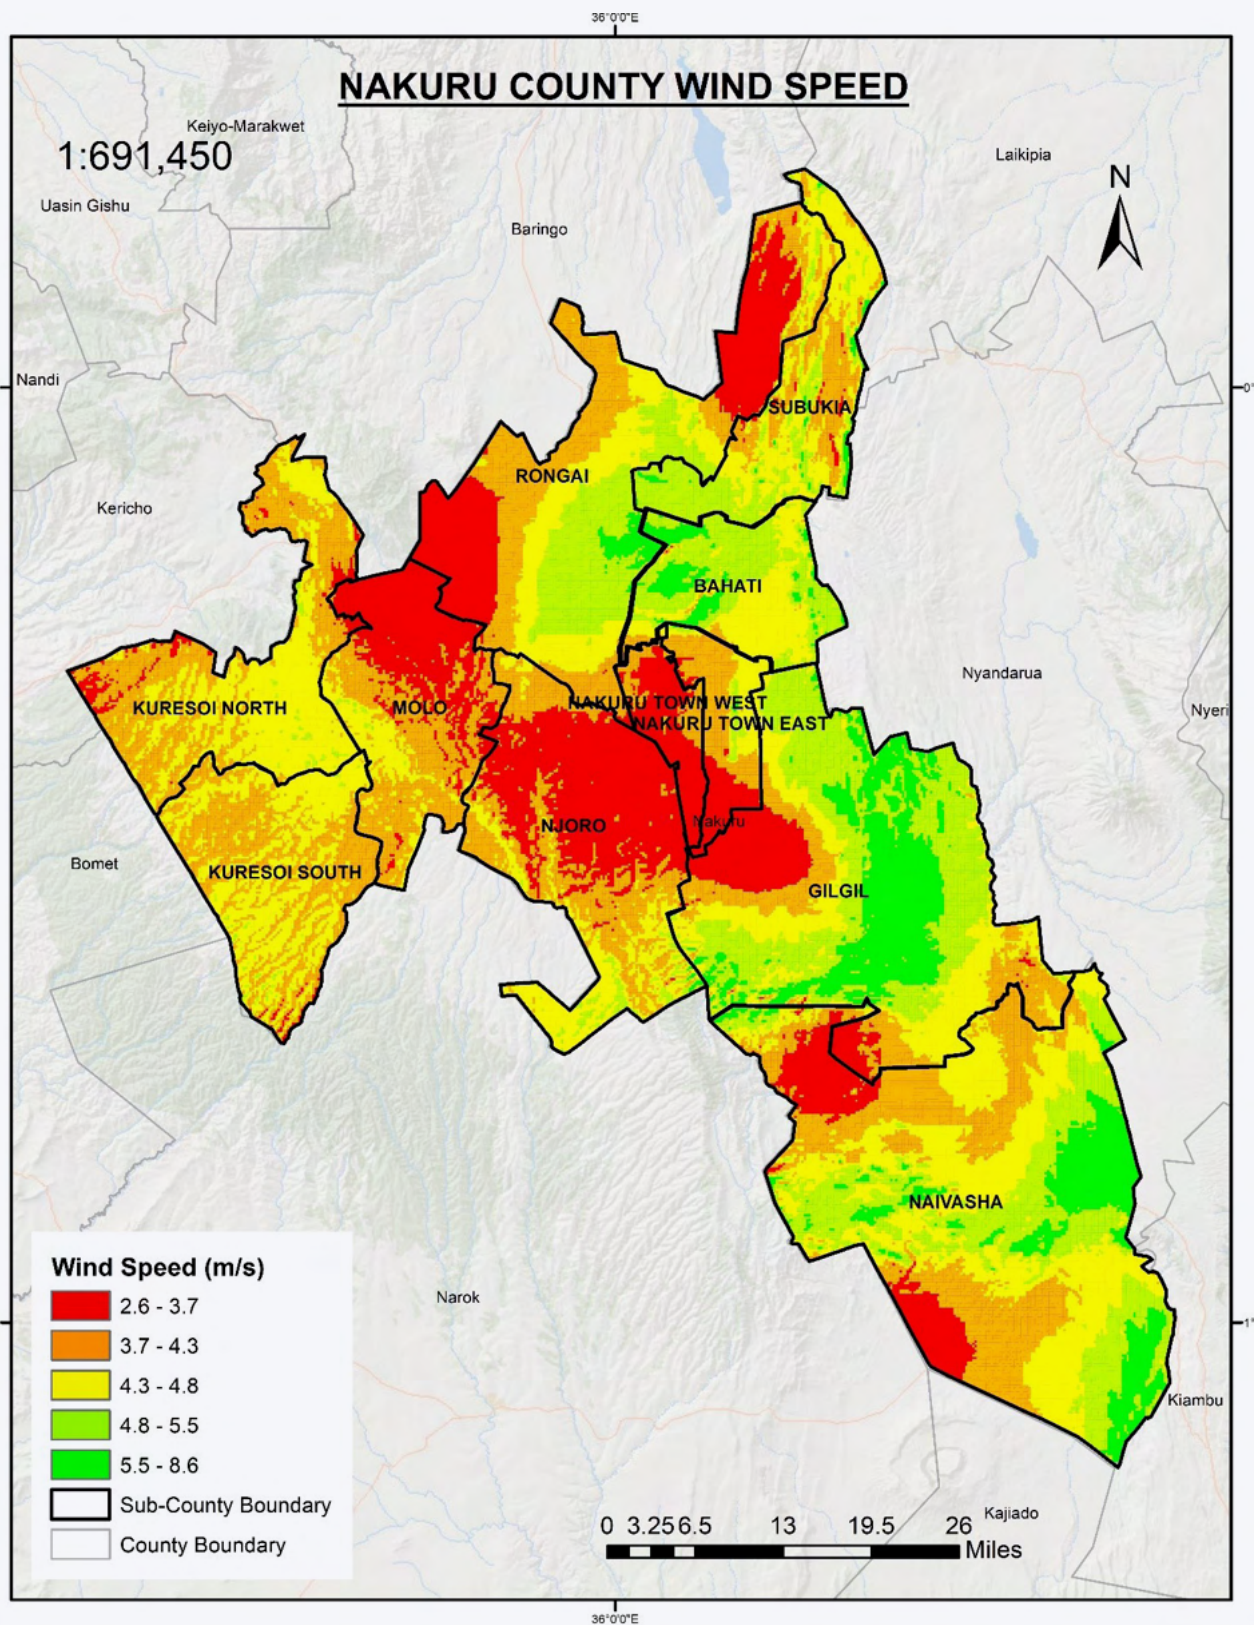 36°0'0"E
NAKURU COUNTY WIND SPEED
Keiyo-Marakwet
1:691,450
Laikipia
N
Uasin Gishu
Baringo
Nandi
0°
SUBUKIA
RONGAI
Kericho
BAHATI
Nyandarua
KURESOI NORTH
MOLO
NAKURU TOWN WEST
Nyeri
NAKURU TOWN EAST
Nakuru
NJORO
Bomet
KURESOI SOUTH
GILGIL
NAIVASHA
Wind Speed (m/s)
2.6 - 3.7
3.7 - 4.3
4.3 - 4.8
4.8 - 5.5
5.5 - 8.6
Sub-County Boundary
County Boundary
Narok
1°
Kiambu
Kajiado
0 3.25 6.5 13 19.5 26
Miles
36°0'0"E